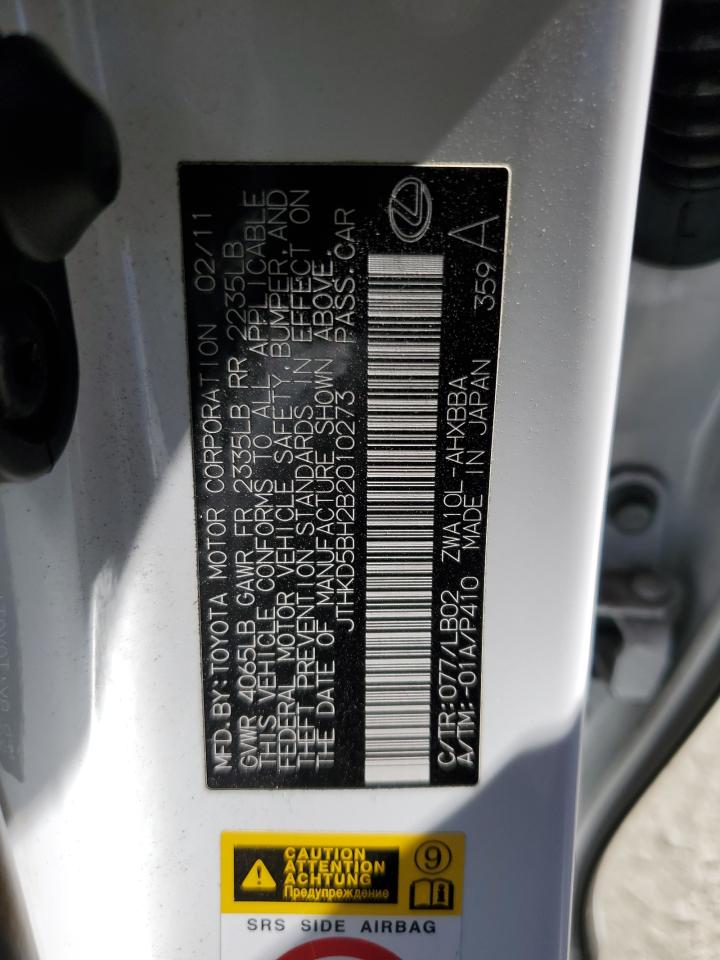 MFD.BY:TOYOTA MOTOR CORPORATION 02/11
GVWR 4065LB GAWR FR 2335LB RR 2235LB
THIS VEHICLE CONFORMS TO ALL APPLICABLE
FEDERAL MOTOR VEHICLE SAFETY, BUMPER, AND
THEFT PREVENTION STANDARDS IN EFFECT ON
THE DATE OF MANUFACTURE SHOWN ABOVE.
JTHKD5BH2B2010273 PASS.CAR
C/TR:077/LB02 ZWA10L-AHXBBA 359
A/TM:-01A/P410 MADE IN JAPAN A
CAUTION
ATTENTION
ACHTUNG
Предупреждение
9
i
SRS SIDE AIRBAG